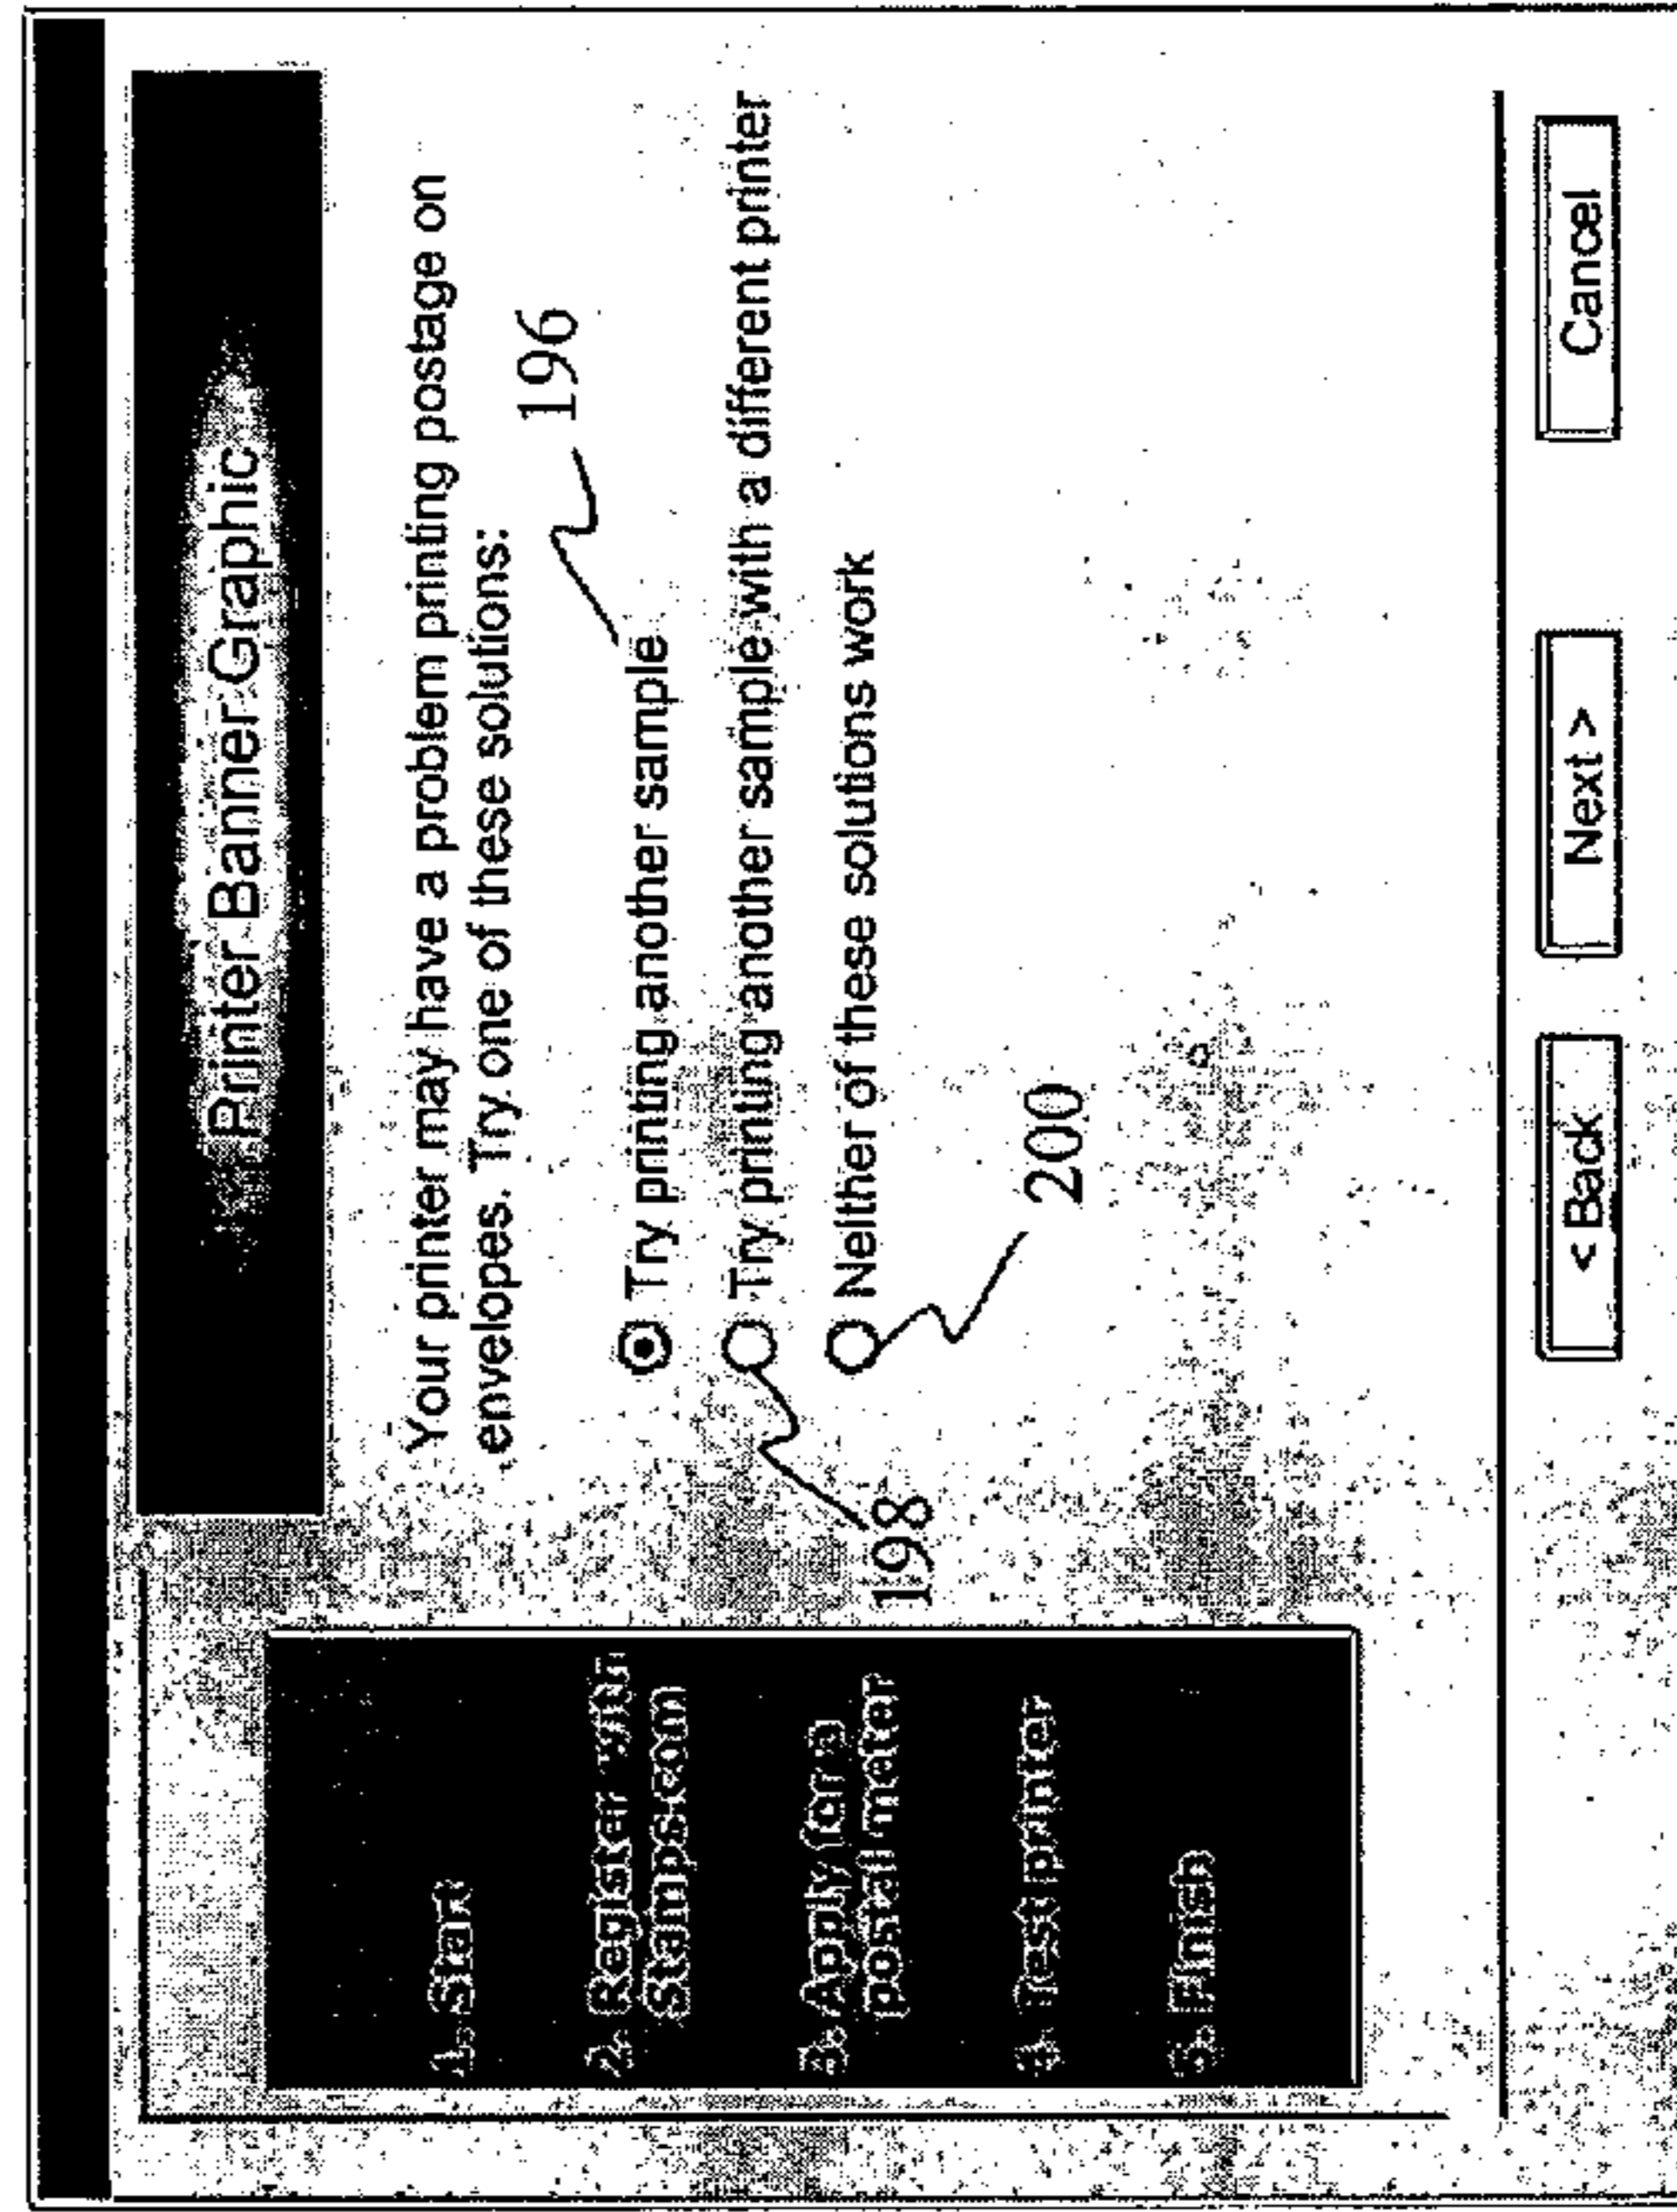 Printer Banner Graphic
1. Start
2. Register with
Stamps.com
3. Apply for a
postal meter
4. Test printer
5. Finish
Your printer may have a problem printing postage on
envelopes. Try one of these solutions:
196
Try printing another sample
Try printing another sample with a different printer
Neither of these solutions work
198
200
< Back
Next >
Cancel